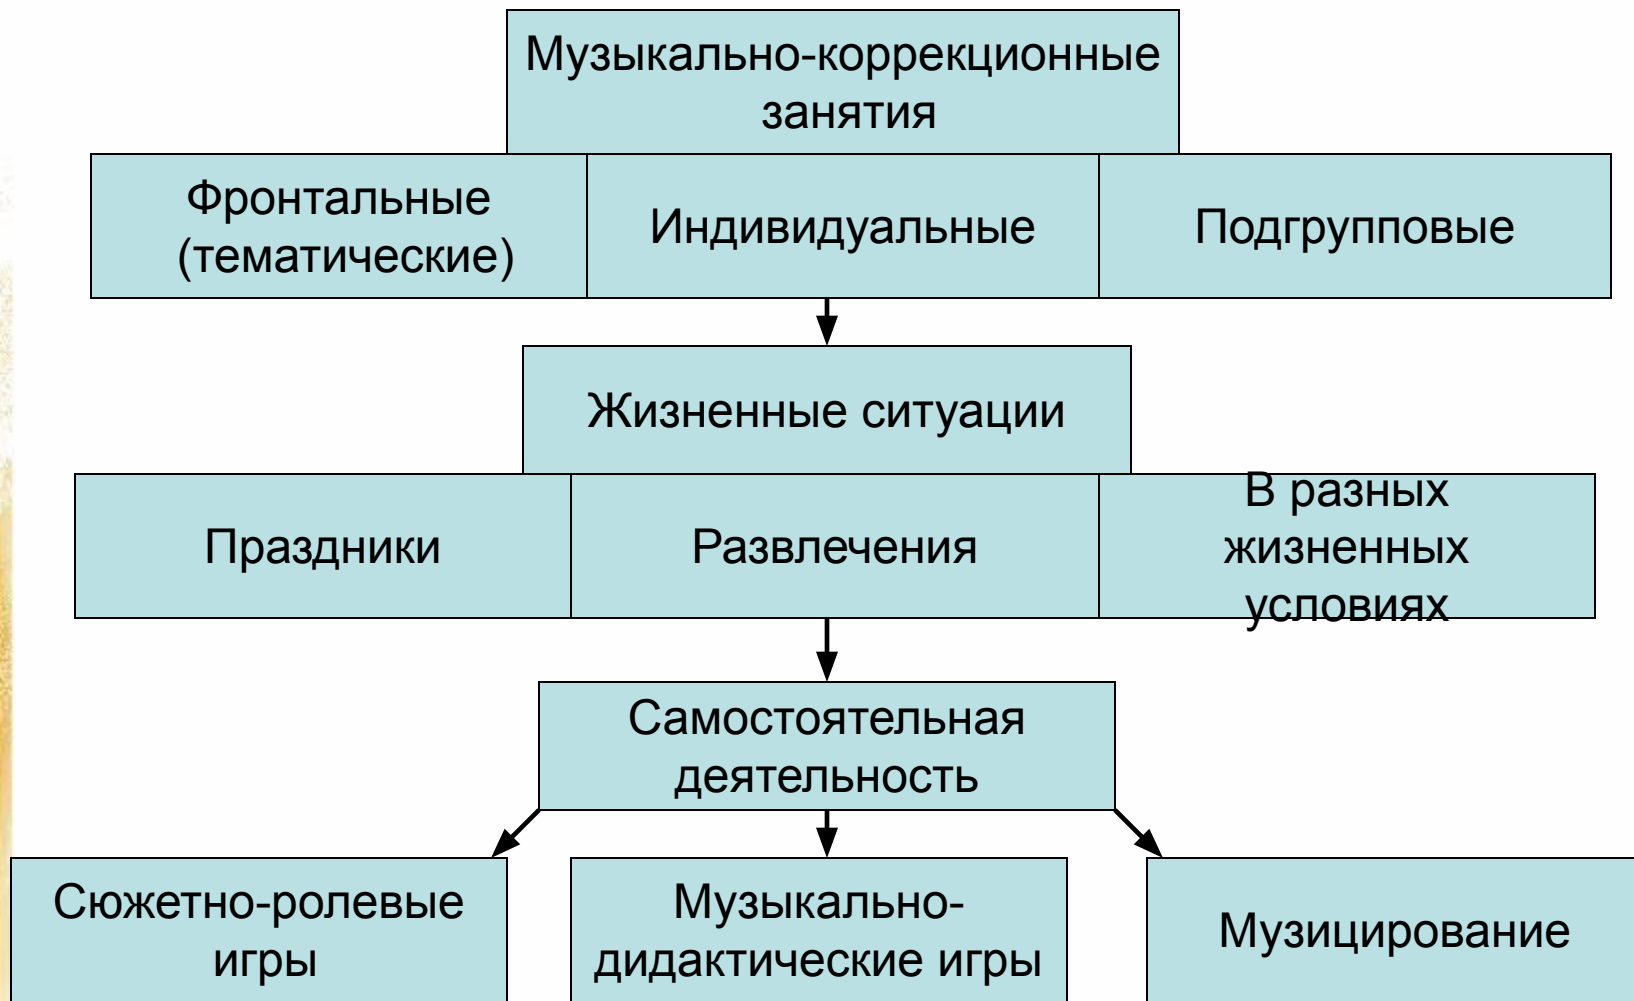 Музыкально-коррекционные
занятия
Фронтальные
(тематические)
Индивидуальные
Подгрупповые
Жизненные ситуации
Праздники
Развлечения
В разных
жизненных
условиях
Самостоятельная
деятельность
Сюжетно-ролевые
игры
Музыкально-
дидактические игры
Музицирование